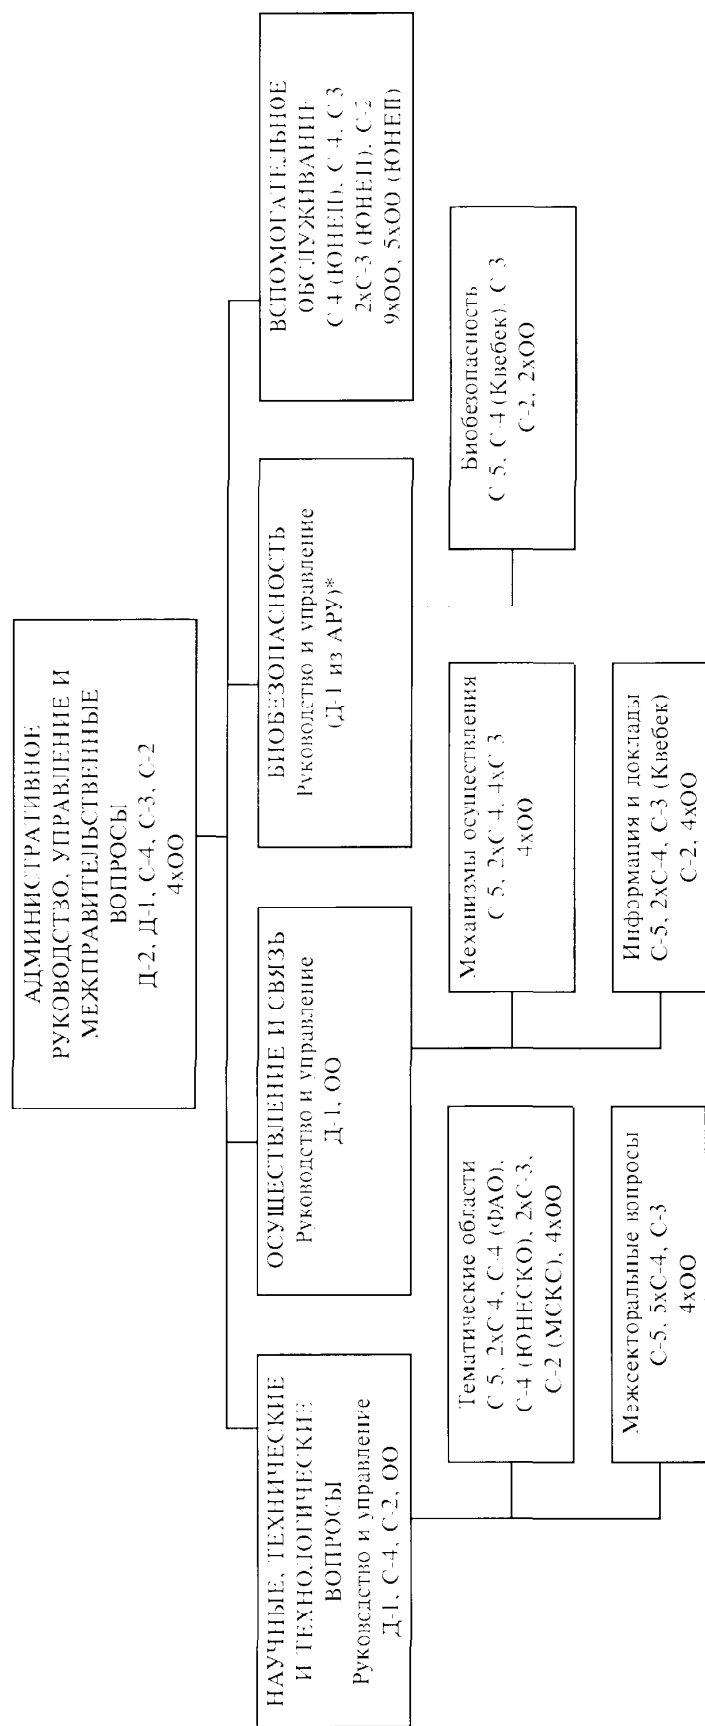 АДМИНИСТРАТИВНОЕ
РУКОВОДСТВО, УПРАВЛЕНИЕ И
МЕЖПРАВИТЕЛЬСТВЕННЫЕ
ВОПРОСЫ
Д-2, Д-1, С-4, С-3, С-2
4хОО
НАУЧНЫЕ, ТЕХНИЧЕСКИЕ
И ТЕХНОЛОГИЧЕСКИЕ
ВОПРОСЫ
Руководство и управление
Д-1, С-4, С-2, ОО
ОСУЩЕСТВЛЕНИЕ И СВЯЗЬ
Руководство и управление
Д-1, ОО
БИОБЕЗОПАСНОСТЬ
Руководство и управление
(Д-1 из АРУ)*
ВСПОМОГАТЕЛЬНОЕ
ОБСЛУЖИВАНИЕ
С-4 (ЮНЕП), С-4, С-3
2хС-3 (ЮНЕП), С-2
9хОО, 5хОО (ЮНЕП)
Тематические области
С-5, 2хС-4, С-4 (ФАО),
С-4 (ЮНЕСКО), 2хС-3,
С-2 (МСКС), 4хОО
Механизмы осуществления
С-5, 2хС-4, 4хС-3
4хОО
Биобезопасность
С-5, С-4 (Квебек), С-3
С-2, 2хОО
Межсекторальные вопросы
С-5, 5хС-4, С-3
4хОО
Информация и доклады
С-5, 2хС-4, С-3 (Квебек)
С-2, 4хОО